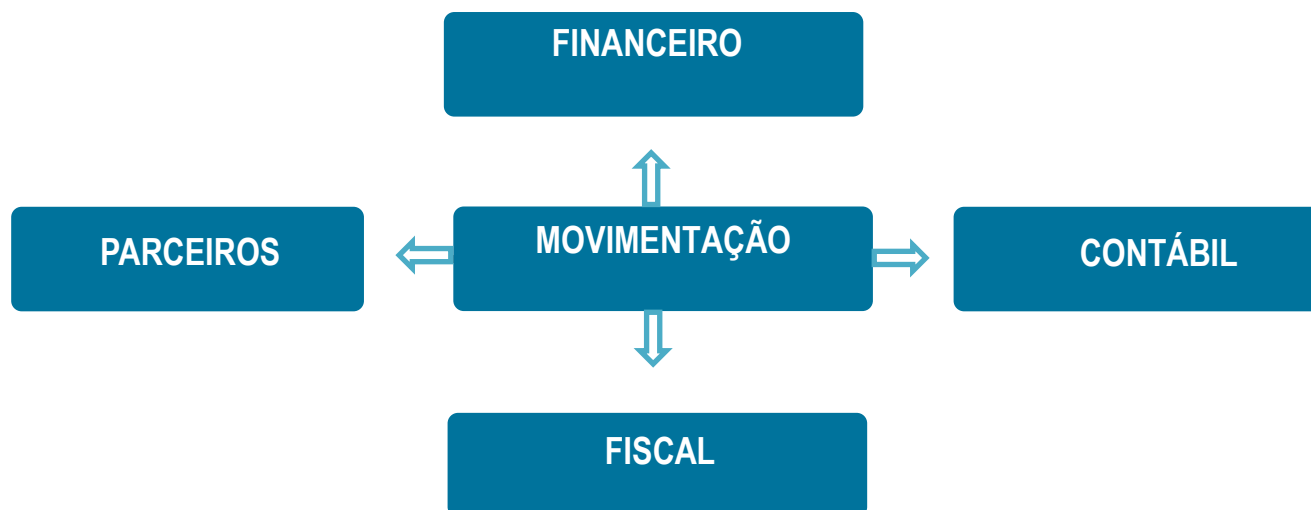 FINANCEIRO
PARCEIROS
MOVIMENTAÇÃO
CONTÁBIL
FISCAL